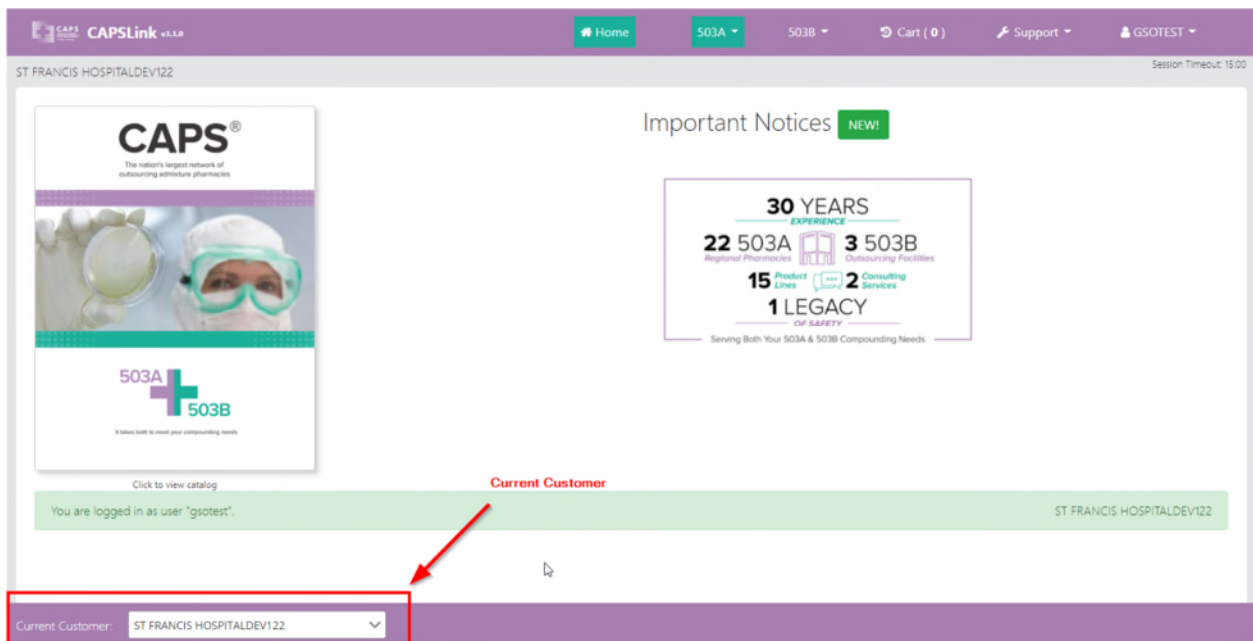 CAPS CAPSLink v3.1.0 Home 503A 503B Cart ( 0 ) Support GSOTEST
ST FRANCIS HOSPITALDEV122 Session Timeout: 15:00
CAPS®
The nation's largest network of
outsourcing admixture pharmacies
503A
503B
It takes both to meet your compounding needs
Click to view catalog
Important Notices NEW!
30 YEARS
EXPERIENCE
22 503A 3 503B
Regional Pharmacies Outsourcing Facilities
15 Product Lines 2 Consulting Services
1 LEGACY
OF SAFETY
Serving Both Your 503A & 503B Compounding Needs
Current Customer
You are logged in as user "gsotest". ST FRANCIS HOSPITALDEV122
Current Customer: ST FRANCIS HOSPITALDEV122